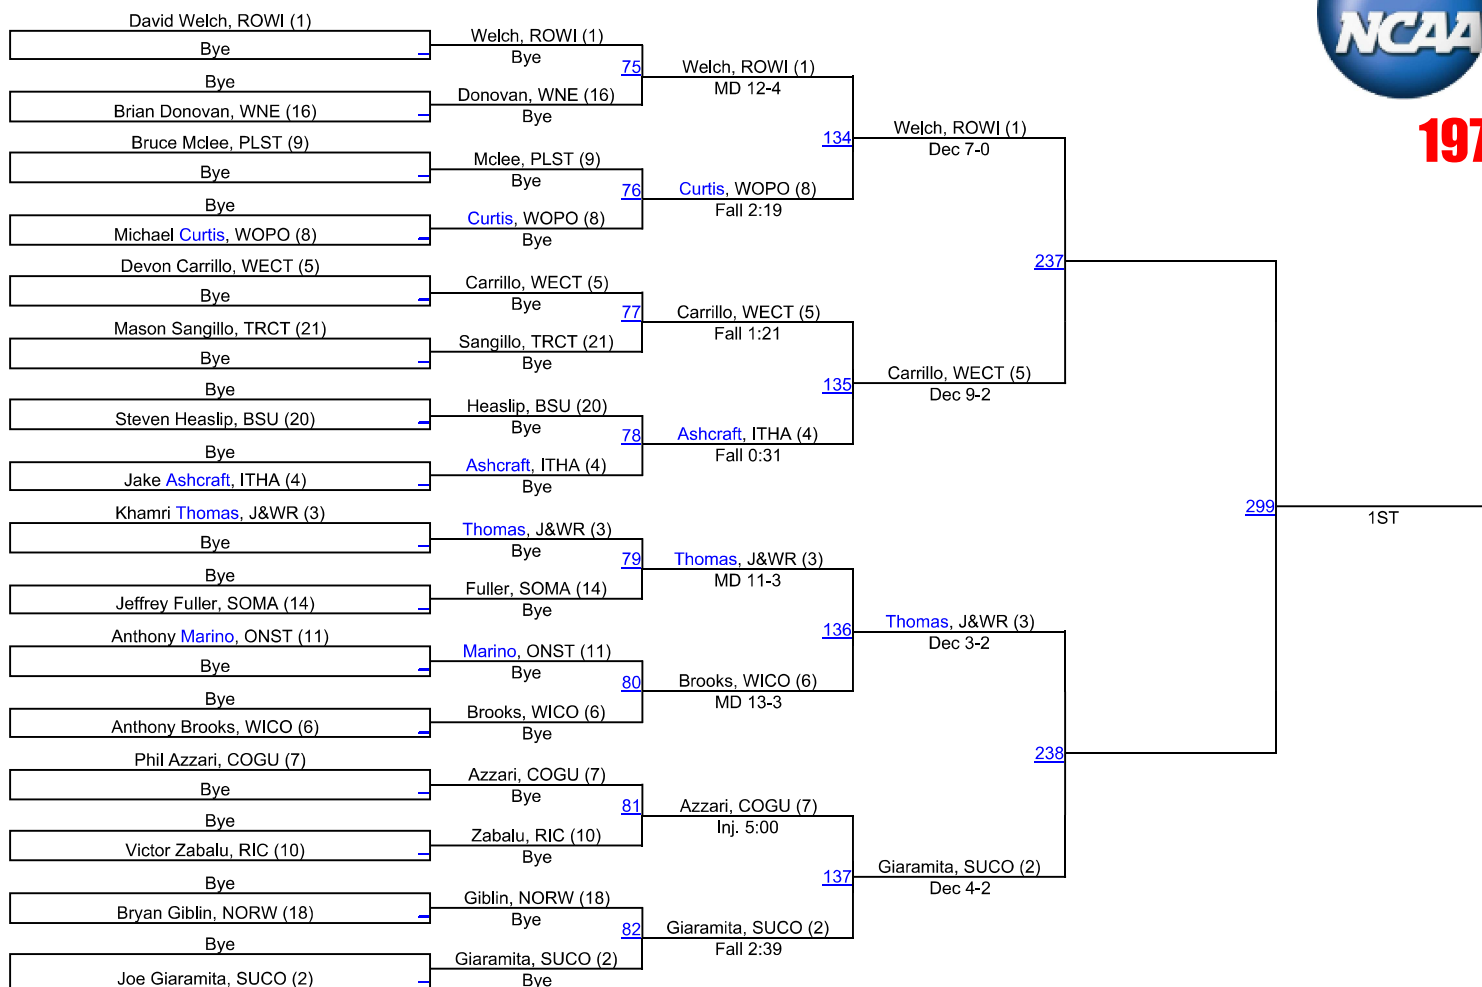 David Welch, ROWI (1)
Bye
Bye
Brian Donovan, WNE (16)
Bruce Mclee, PLST (9)
Bye
Bye
Michael Curtis, WOPO (8)
Devon Carrillo, WECT (5)
Bye
Mason Sangillo, TRCT (21)
Bye
Bye
Steven Heaslip, BSU (20)
Bye
Jake Ashcraft, ITHA (4)
Khamri Thomas, J&WR (3)
Bye
Bye
Jeffrey Fuller, SOMA (14)
Anthony Marino, ONST (11)
Bye
Bye
Anthony Brooks, WICO (6)
Phil Azzari, COGU (7)
Bye
Bye
Victor Zabalu, RIC (10)
Bye
Bryan Giblin, NORW (18)
Bye
Joe Giaramita, SUCO (2)
Welch, ROWI (1)
Bye
75
Donovan, WNE (16)
Bye
Mclee, PLST (9)
Bye
76
Curtis, WOPO (8)
Bye
Carrillo, WECT (5)
Bye
77
Sangillo, TRCT (21)
Bye
Heaslip, BSU (20)
Bye
78
Ashcraft, ITHA (4)
Bye
Thomas, J&WR (3)
Bye
79
Fuller, SOMA (14)
Bye
Marino, ONST (11)
Bye
80
Brooks, WICO (6)
Bye
Azzari, COGU (7)
Bye
81
Zabalu, RIC (10)
Bye
Giblin, NORW (18)
Bye
82
Giaramita, SUCO (2)
Bye
Welch, ROWI (1)
MD 12-4
134
Curtis, WOPO (8)
Fall 2:19
Carrillo, WECT (5)
Fall 1:21
135
Ashcraft, ITHA (4)
Fall 0:31
Thomas, J&WR (3)
MD 11-3
136
Brooks, WICO (6)
MD 13-3
Azzari, COGU (7)
Inj. 5:00
137
Giaramita, SUCO (2)
Fall 2:39
Welch, ROWI (1)
Dec 7-0
237
Carrillo, WECT (5)
Dec 9-2
Thomas, J&WR (3)
Dec 3-2
238
Giaramita, SUCO (2)
Dec 4-2
299
1ST
NCAA
197